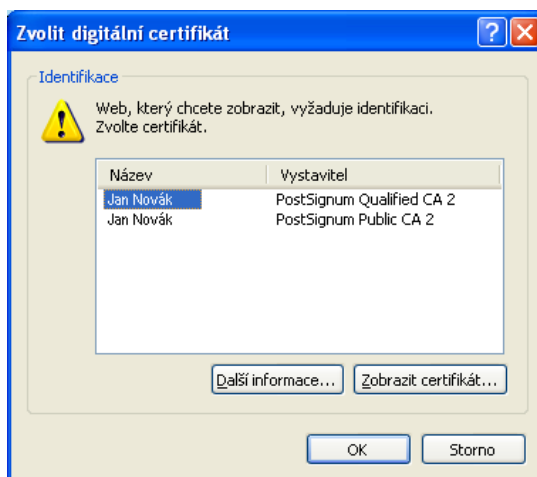 Zvolit digitální certifikát
Identifikace
Web, který chcete zobrazit, vyžaduje identifikaci.
Zvolte certifikát.
Název Vystavitel
Jan Novák PostSignum Qualified CA 2
Jan Novák PostSignum Public CA 2
Další informace... Zobrazit certifikát...
OK Storno